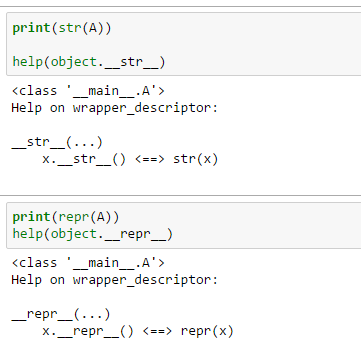 print(str(A))
help(object.__str__)
<class '__main__.A'>
Help on wrapper_descriptor:
__str__(...)
x.__str__() <==> str(x)
print(repr(A))
help(object.__repr__)
<class '__main__.A'>
Help on wrapper_descriptor:
__repr__(...)
x.__repr__() <==> repr(x)